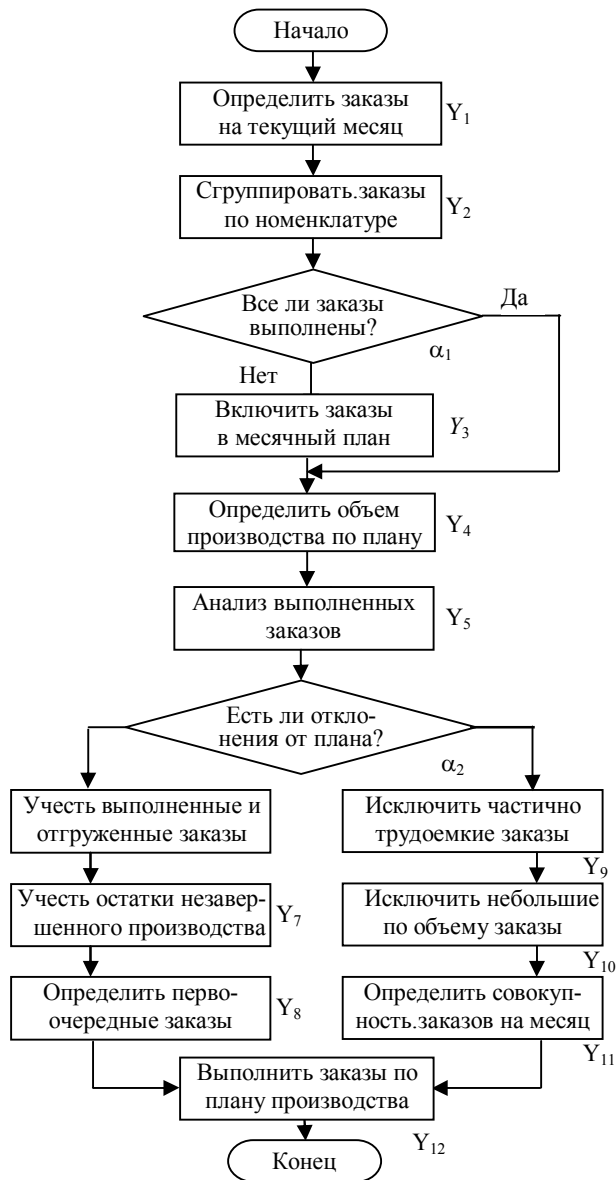 Начало
Определить заказы
на текущий месяц
Y1
Сгруппировать.заказы
по номенклатуре
Y2
Все ли заказы
выполнены?
Да
α1
Нет
Включить заказы
в месячный план
Y3
Определить объем
производства по плану
Y4
Анализ выполненных
заказов
Y5
Есть ли откло-
нения от плана?
α2
Учесть выполненные и
отгруженные заказы
Исключить частично
трудоемкие заказы
Y9
Учесть остатки незавер-
шенного производства
Y7
Исключить небольшие
по объему заказы
Y10
Определить перво-
очередные заказы
Y8
Определить совокуп-
ность.заказов на месяц
Y11
Выполнить заказы по
плану производства
Y12
Конец